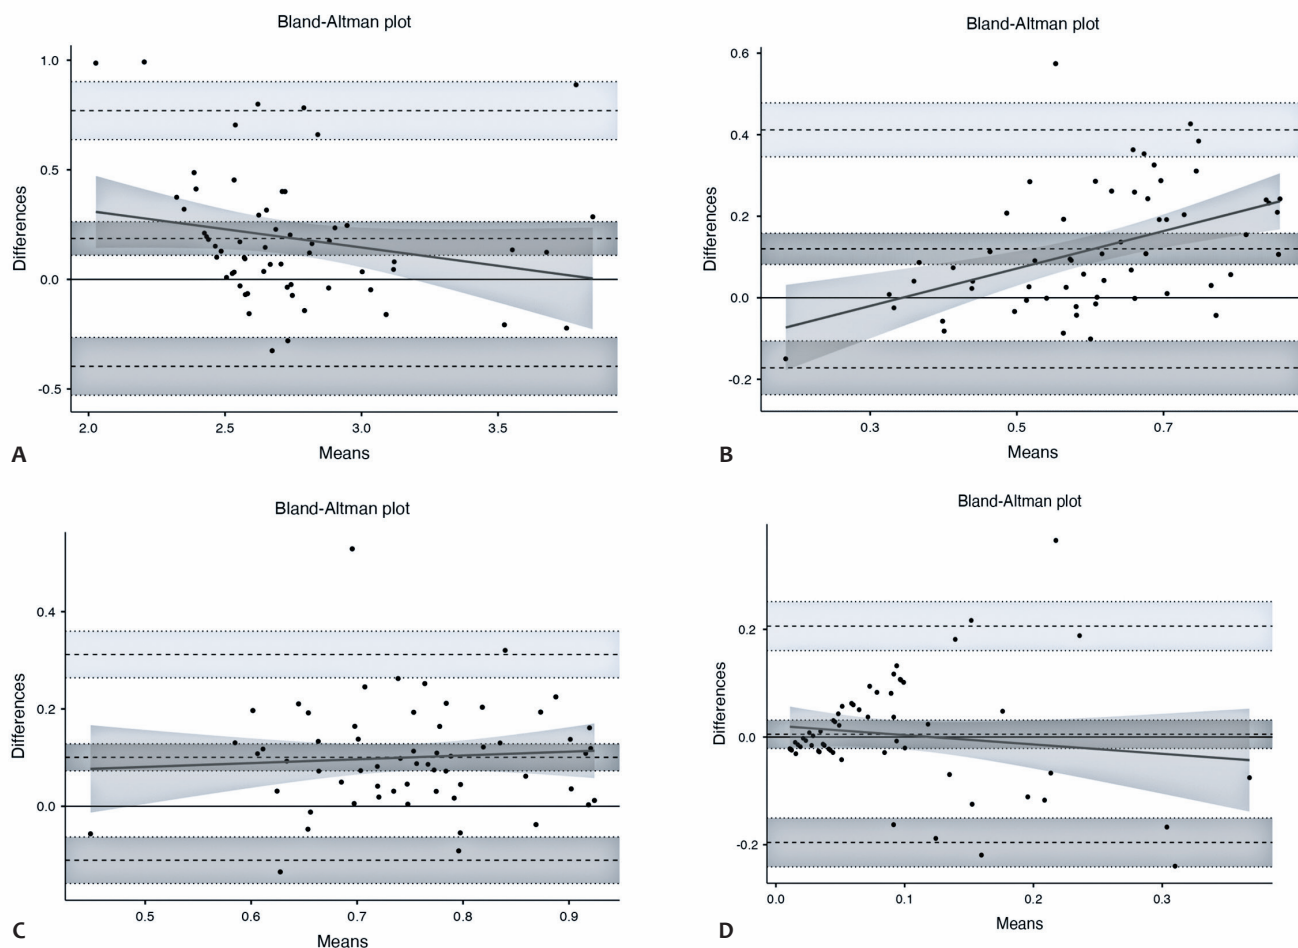 Bland-Altman plot
1.0
0.5
0.0
-0.5
Differences
2.0 2.5 3.0 3.5
Means
A
Bland-Altman plot
0.6
0.4
0.2
0.0
-0.2
Differences
0.3 0.5 0.7
Means
B
Bland-Altman plot
0.4
0.2
0.0
Differences
0.5 0.6 0.7 0.8 0.9
Means
C
Bland-Altman plot
0.2
0.0
-0.2
Differences
0.0 0.1 0.2 0.3
Means
D